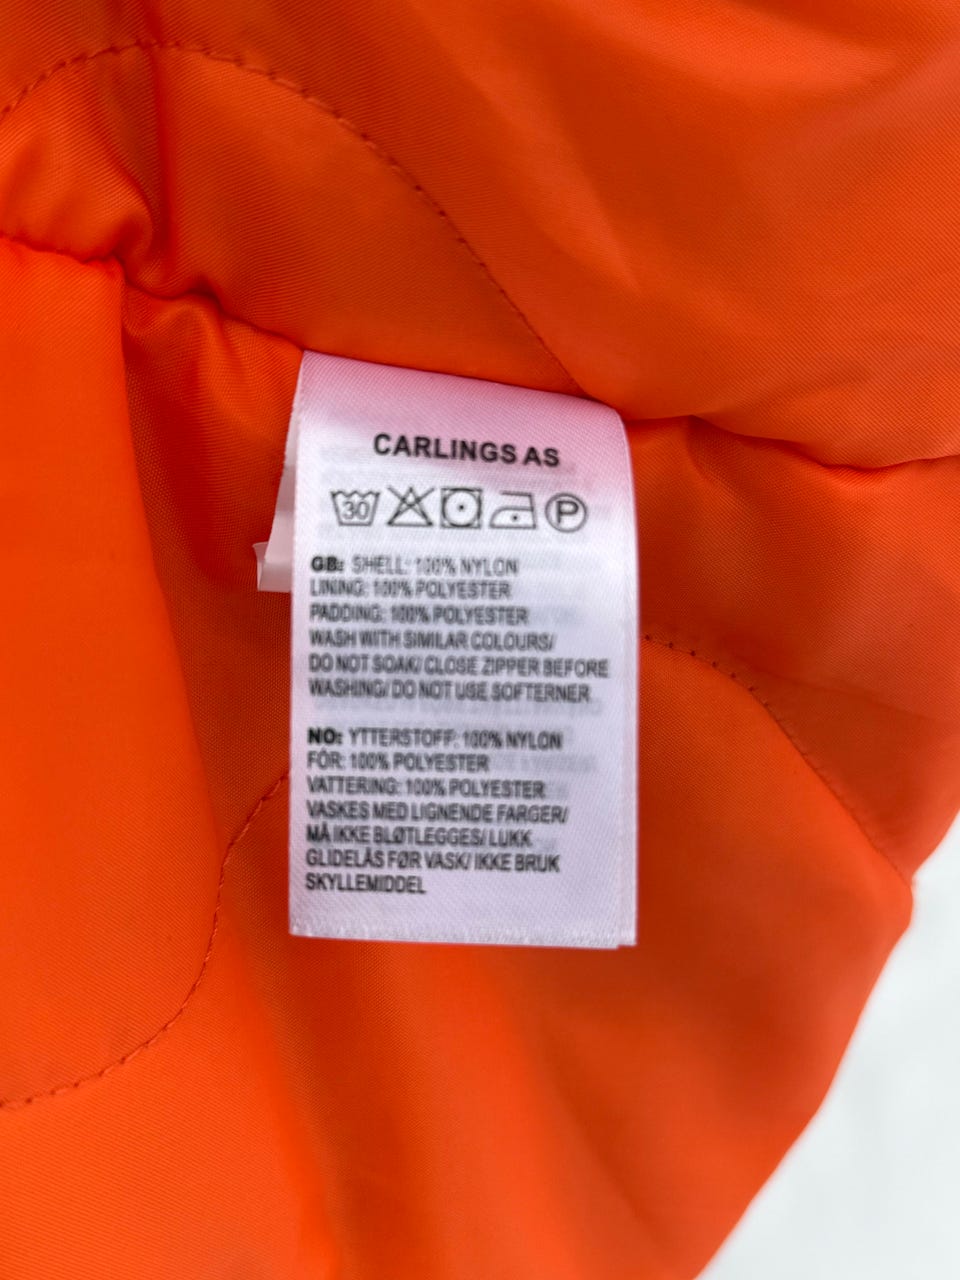 CARLINGS AS
30 P
GB: SHELL: 100% NYLON
LINING: 100% POLYESTER
PADDING: 100% POLYESTER
WASH WITH SIMILAR COLOURS/
DO NOT SOAK/ CLOSE ZIPPER BEFORE
WASHING/ DO NOT USE SOFTERNER.
NO: YTTERSTOFF: 100% NYLON
FÓR: 100% POLYESTER
VATTERING: 100% POLYESTER
VASKES MED LIGNENDE FARGER/
MÅ IKKE BLØTLEGGES/ LUKK
GLIDELÅS FØR VASK/ IKKE BRUK
SKYLLEMIDDEL